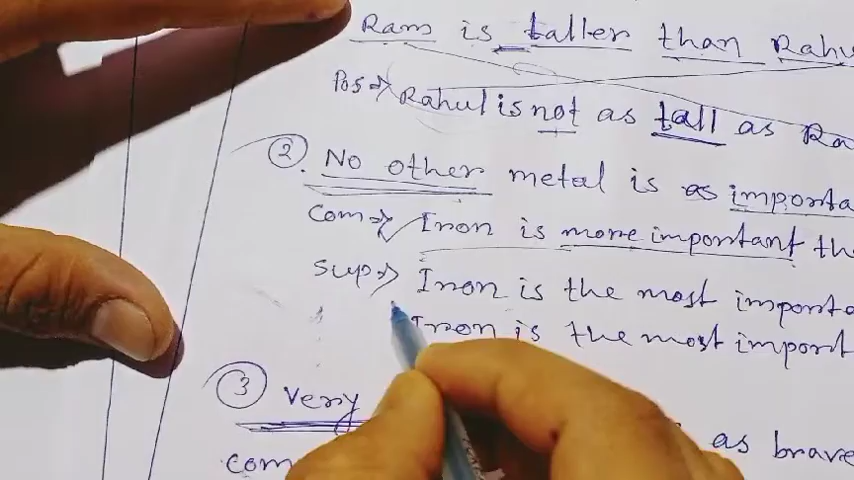 Ram is taller than Rahu
Pos⇒ Rahul is not as tall as Ra
② No other metal is as importa
Com⇒ Iron is more important the
Sup⇒ Iron is the most importa
Iron is the most import
③ Very as brave
com